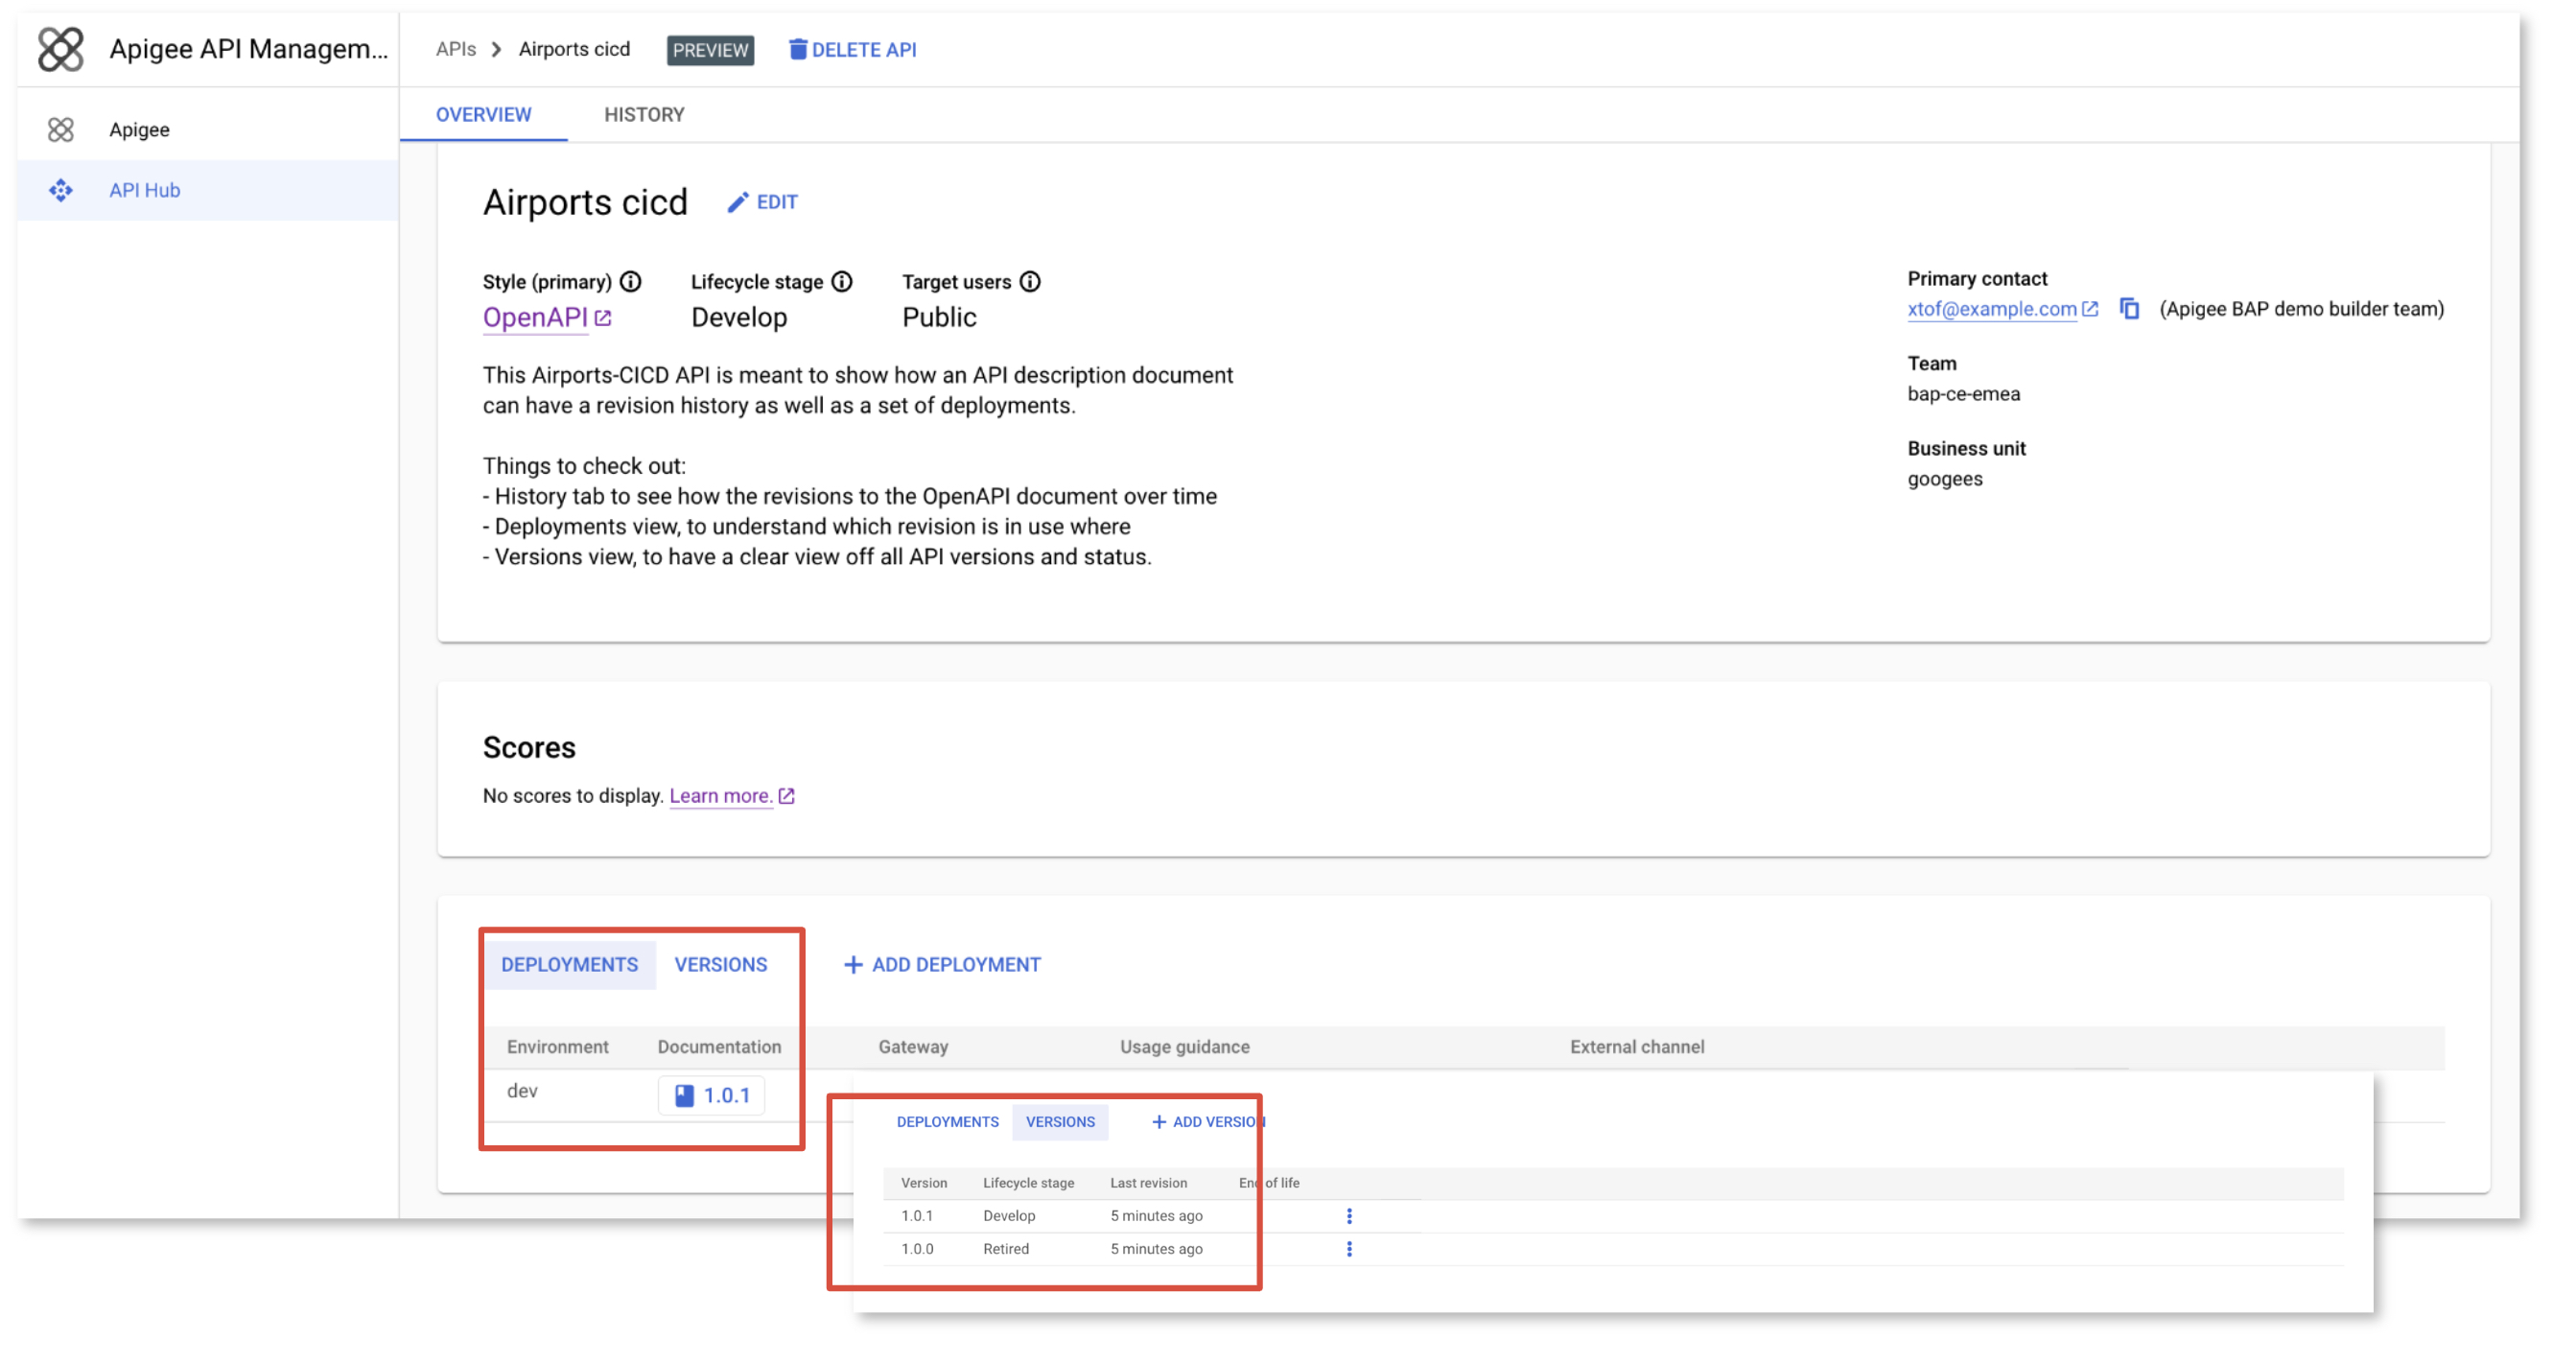 Apigee API Managem...
APIs > Airports cicd PREVIEW DELETE API
Apigee
API Hub
OVERVIEW HISTORY
Airports cicd EDIT
Style (primary) Lifecycle stage Target users
OpenAPI Develop Public
This Airports-CICD API is meant to show how an API description document
can have a revision history as well as a set of deployments.
Things to check out:
- History tab to see how the revisions to the OpenAPI document over time
- Deployments view, to understand which revision is in use where
- Versions view, to have a clear view off all API versions and status.
Primary contact
xtof@example.com (Apigee BAP demo builder team)
Team
bap-ce-emea
Business unit
googees
Scores
No scores to display. Learn more.
DEPLOYMENTS VERSIONS + ADD DEPLOYMENT
Environment Documentation Gateway Usage guidance External channel
dev 1.0.1
DEPLOYMENTS VERSIONS + ADD VERSION
Version Lifecycle stage Last revision End of life
1.0.1 Develop 5 minutes ago
1.0.0 Retired 5 minutes ago